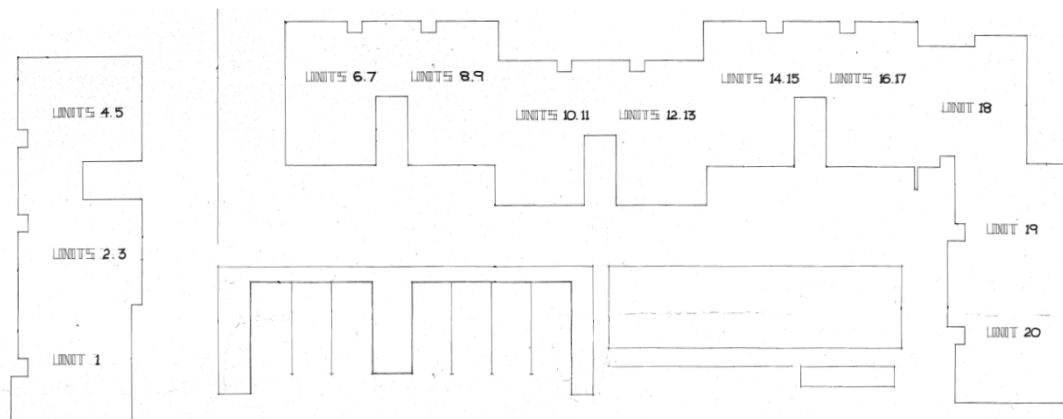 UNITS 4.5
UNITS 2.3
UNIT 1
UNITS 6.7
UNITS 8.9
UNITS 10.11
UNITS 12.13
UNITS 14.15
UNITS 16.17
UNIT 18
UNIT 19
UNIT 20